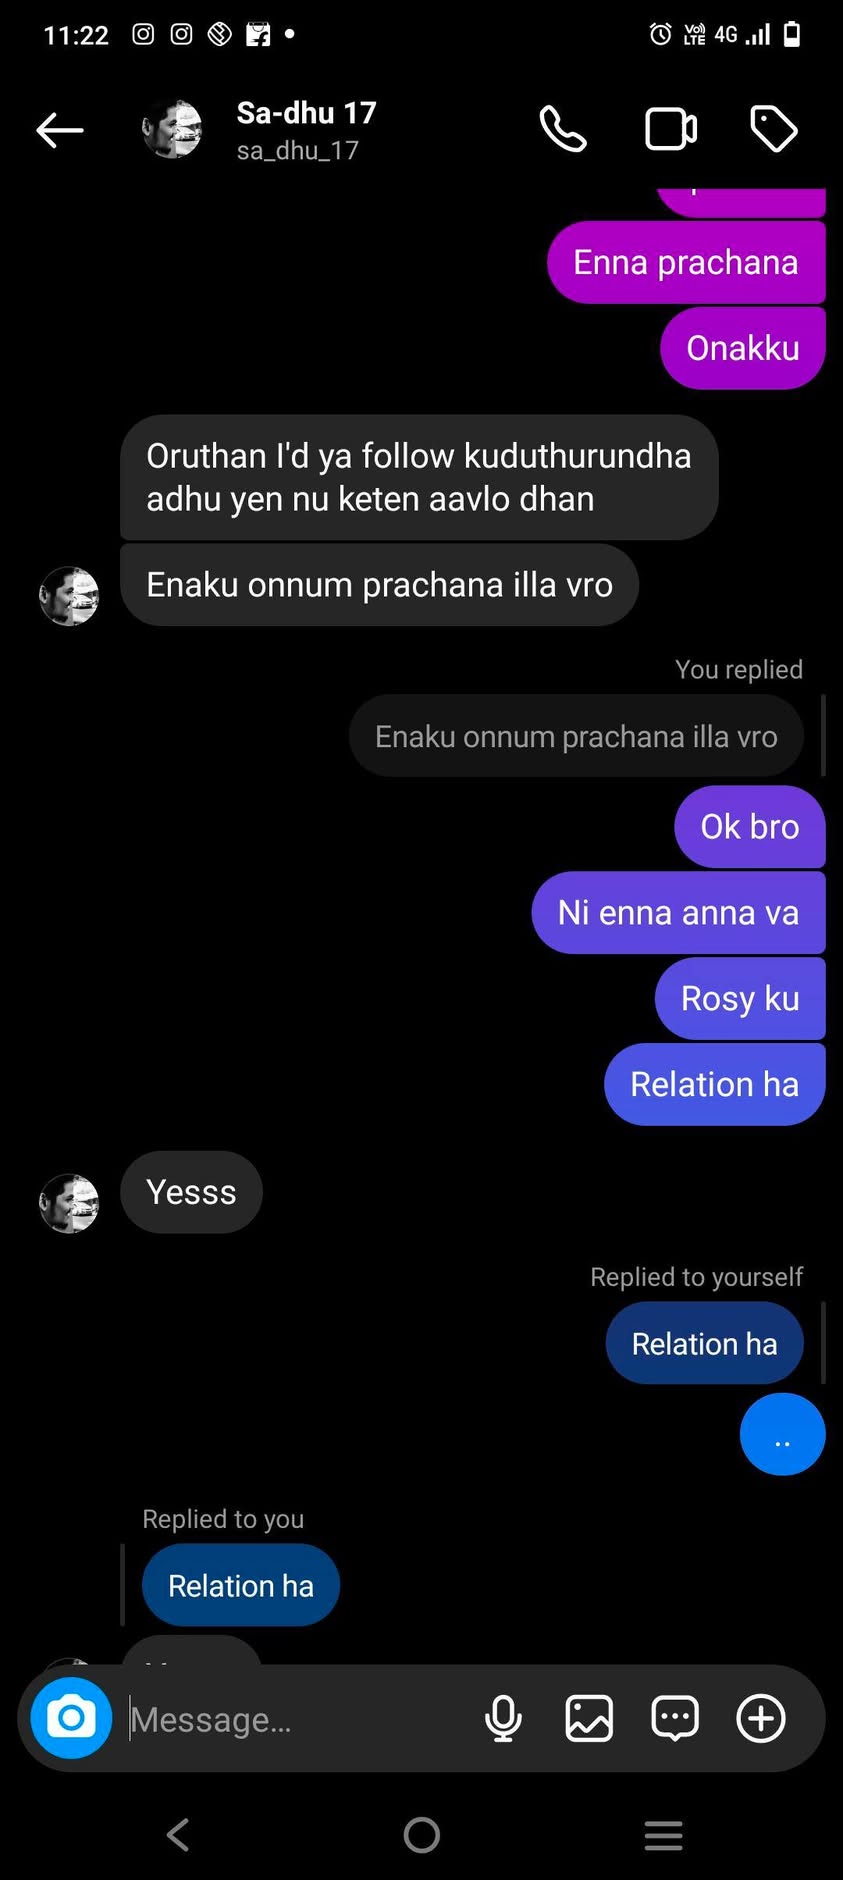 11:22
Vo)
LTE
4G
Sa-dhu 17
sa_dhu_17
Enna prachana
Onakku
Oruthan I'd ya follow kuduthurundha
adhu yen nu keten aavlo dhan
Enaku onnum prachana illa vro
You replied
Enaku onnum prachana illa vro
Ok bro
Ni enna anna va
Rosy ku
Relation ha
Yesss
Replied to yourself
Relation ha
..
Replied to you
Relation ha
Message...